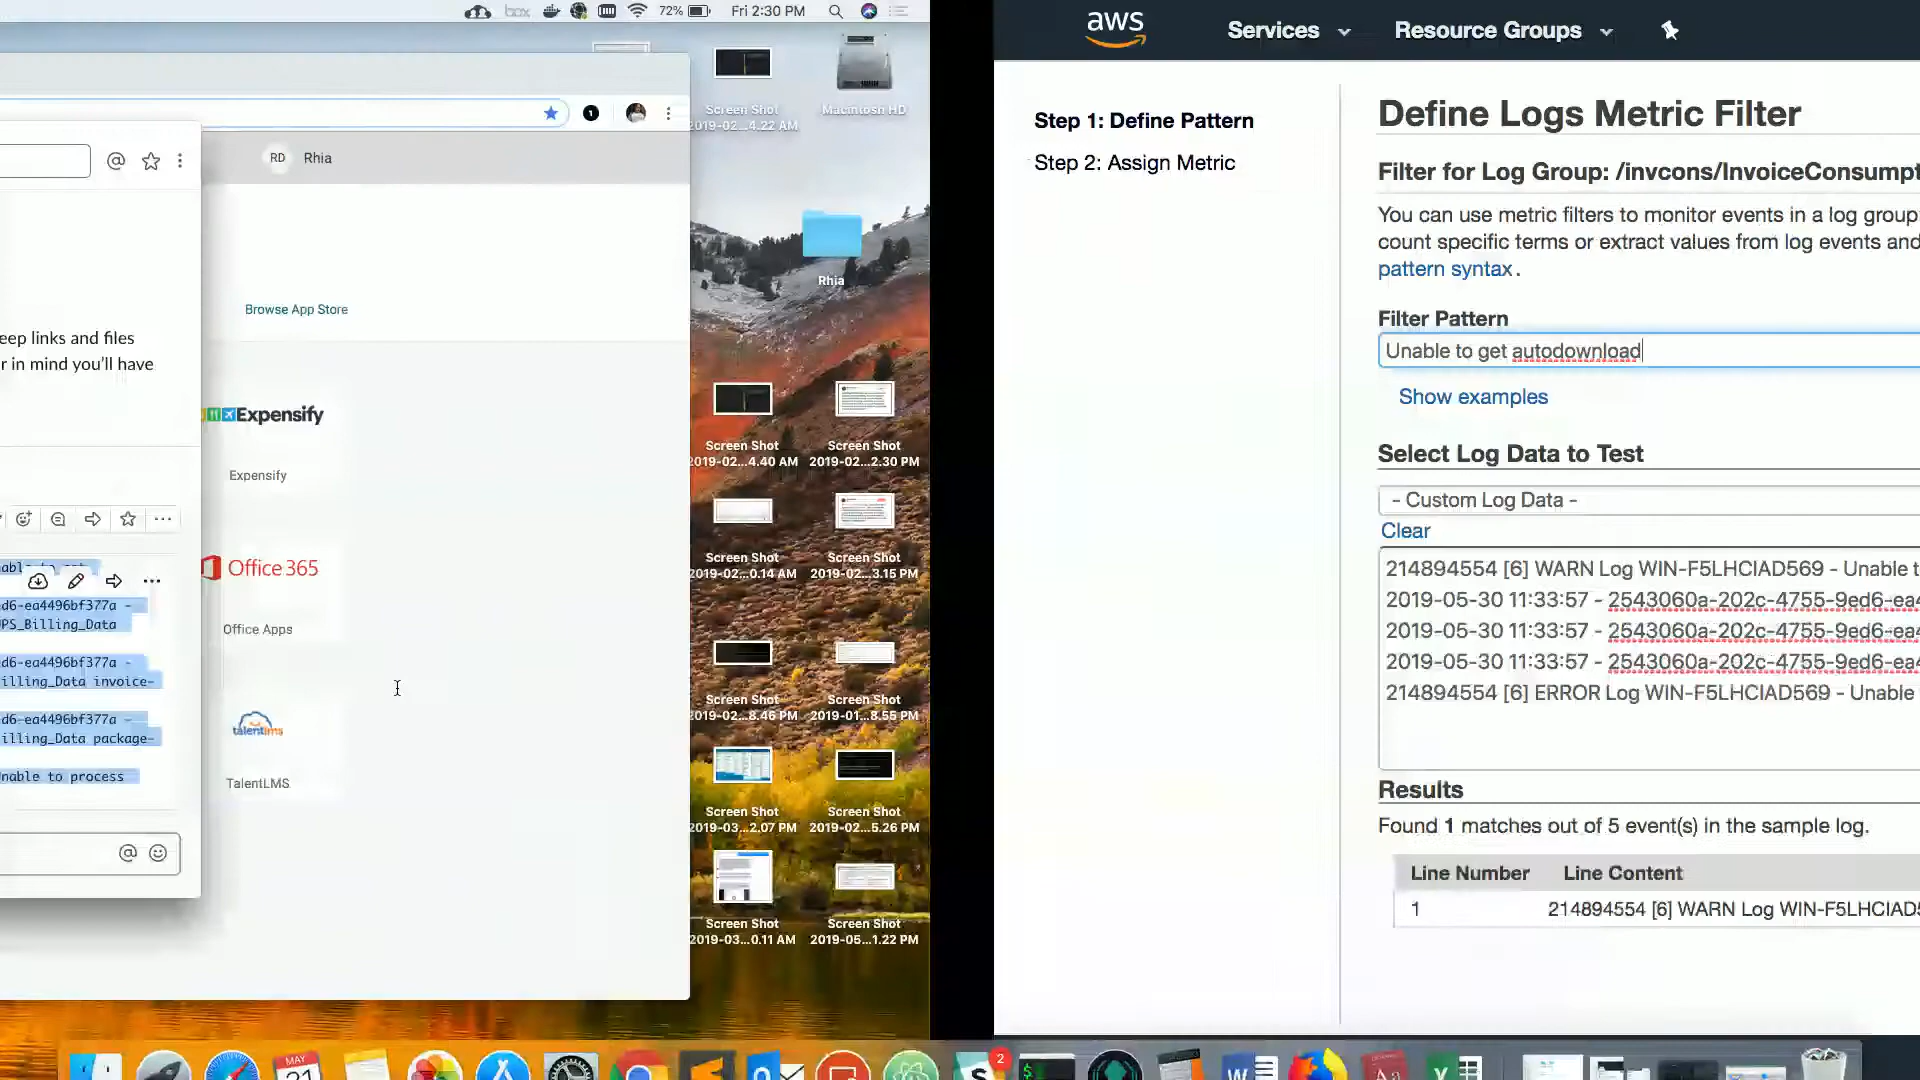 box
72%
Fri 2:30 PM
Screen Shot
2019-02...4.22 AM
Macintosh HD
1
RD
Rhia
Rhia
Browse App Store
eep links and files
r in mind you'll have
Expensify
Expensify
Office 365
Office Apps
talentlms
TalentLMS
d6-ea4496bf377a -
PS_Billing_Data
d6-ea4496bf377a -
illing_Data invoice-
d6-ea4496bf377a -
illing_Data package-
nable to process
Screen Shot
2019-02...4.40 AM
Screen Shot
2019-02...2.30 PM
Screen Shot
2019-02...0.14 AM
Screen Shot
2019-02...3.15 PM
Screen Shot
2019-02...8.46 PM
Screen Shot
2019-01...8.55 PM
Screen Shot
2019-03...2.07 PM
Screen Shot
2019-02...5.26 PM
Screen Shot
2019-03...0.11 AM
Screen Shot
2019-05...1.22 PM
aws
Services
Resource Groups
Step 1: Define Pattern
Step 2: Assign Metric
Define Logs Metric Filter
Filter for Log Group: /invcons/InvoiceConsumpt
You can use metric filters to monitor events in a log group
count specific terms or extract values from log events and
pattern syntax.
Filter Pattern
Unable to get autodownload
Show examples
Select Log Data to Test
- Custom Log Data -
Clear
214894554 [6] WARN Log WIN-F5LHCIAD569 - Unable t
2019-05-30 11:33:57 - 2543060a-202c-4755-9ed6-ea4
2019-05-30 11:33:57 - 2543060a-202c-4755-9ed6-ea4
2019-05-30 11:33:57 - 2543060a-202c-4755-9ed6-ea4
214894554 [6] ERROR Log WIN-F5LHCIAD569 - Unable
Results
Found 1 matches out of 5 event(s) in the sample log.
Line Number
Line Content
1
214894554 [6] WARN Log WIN-F5LHCIAD5
MAY
2